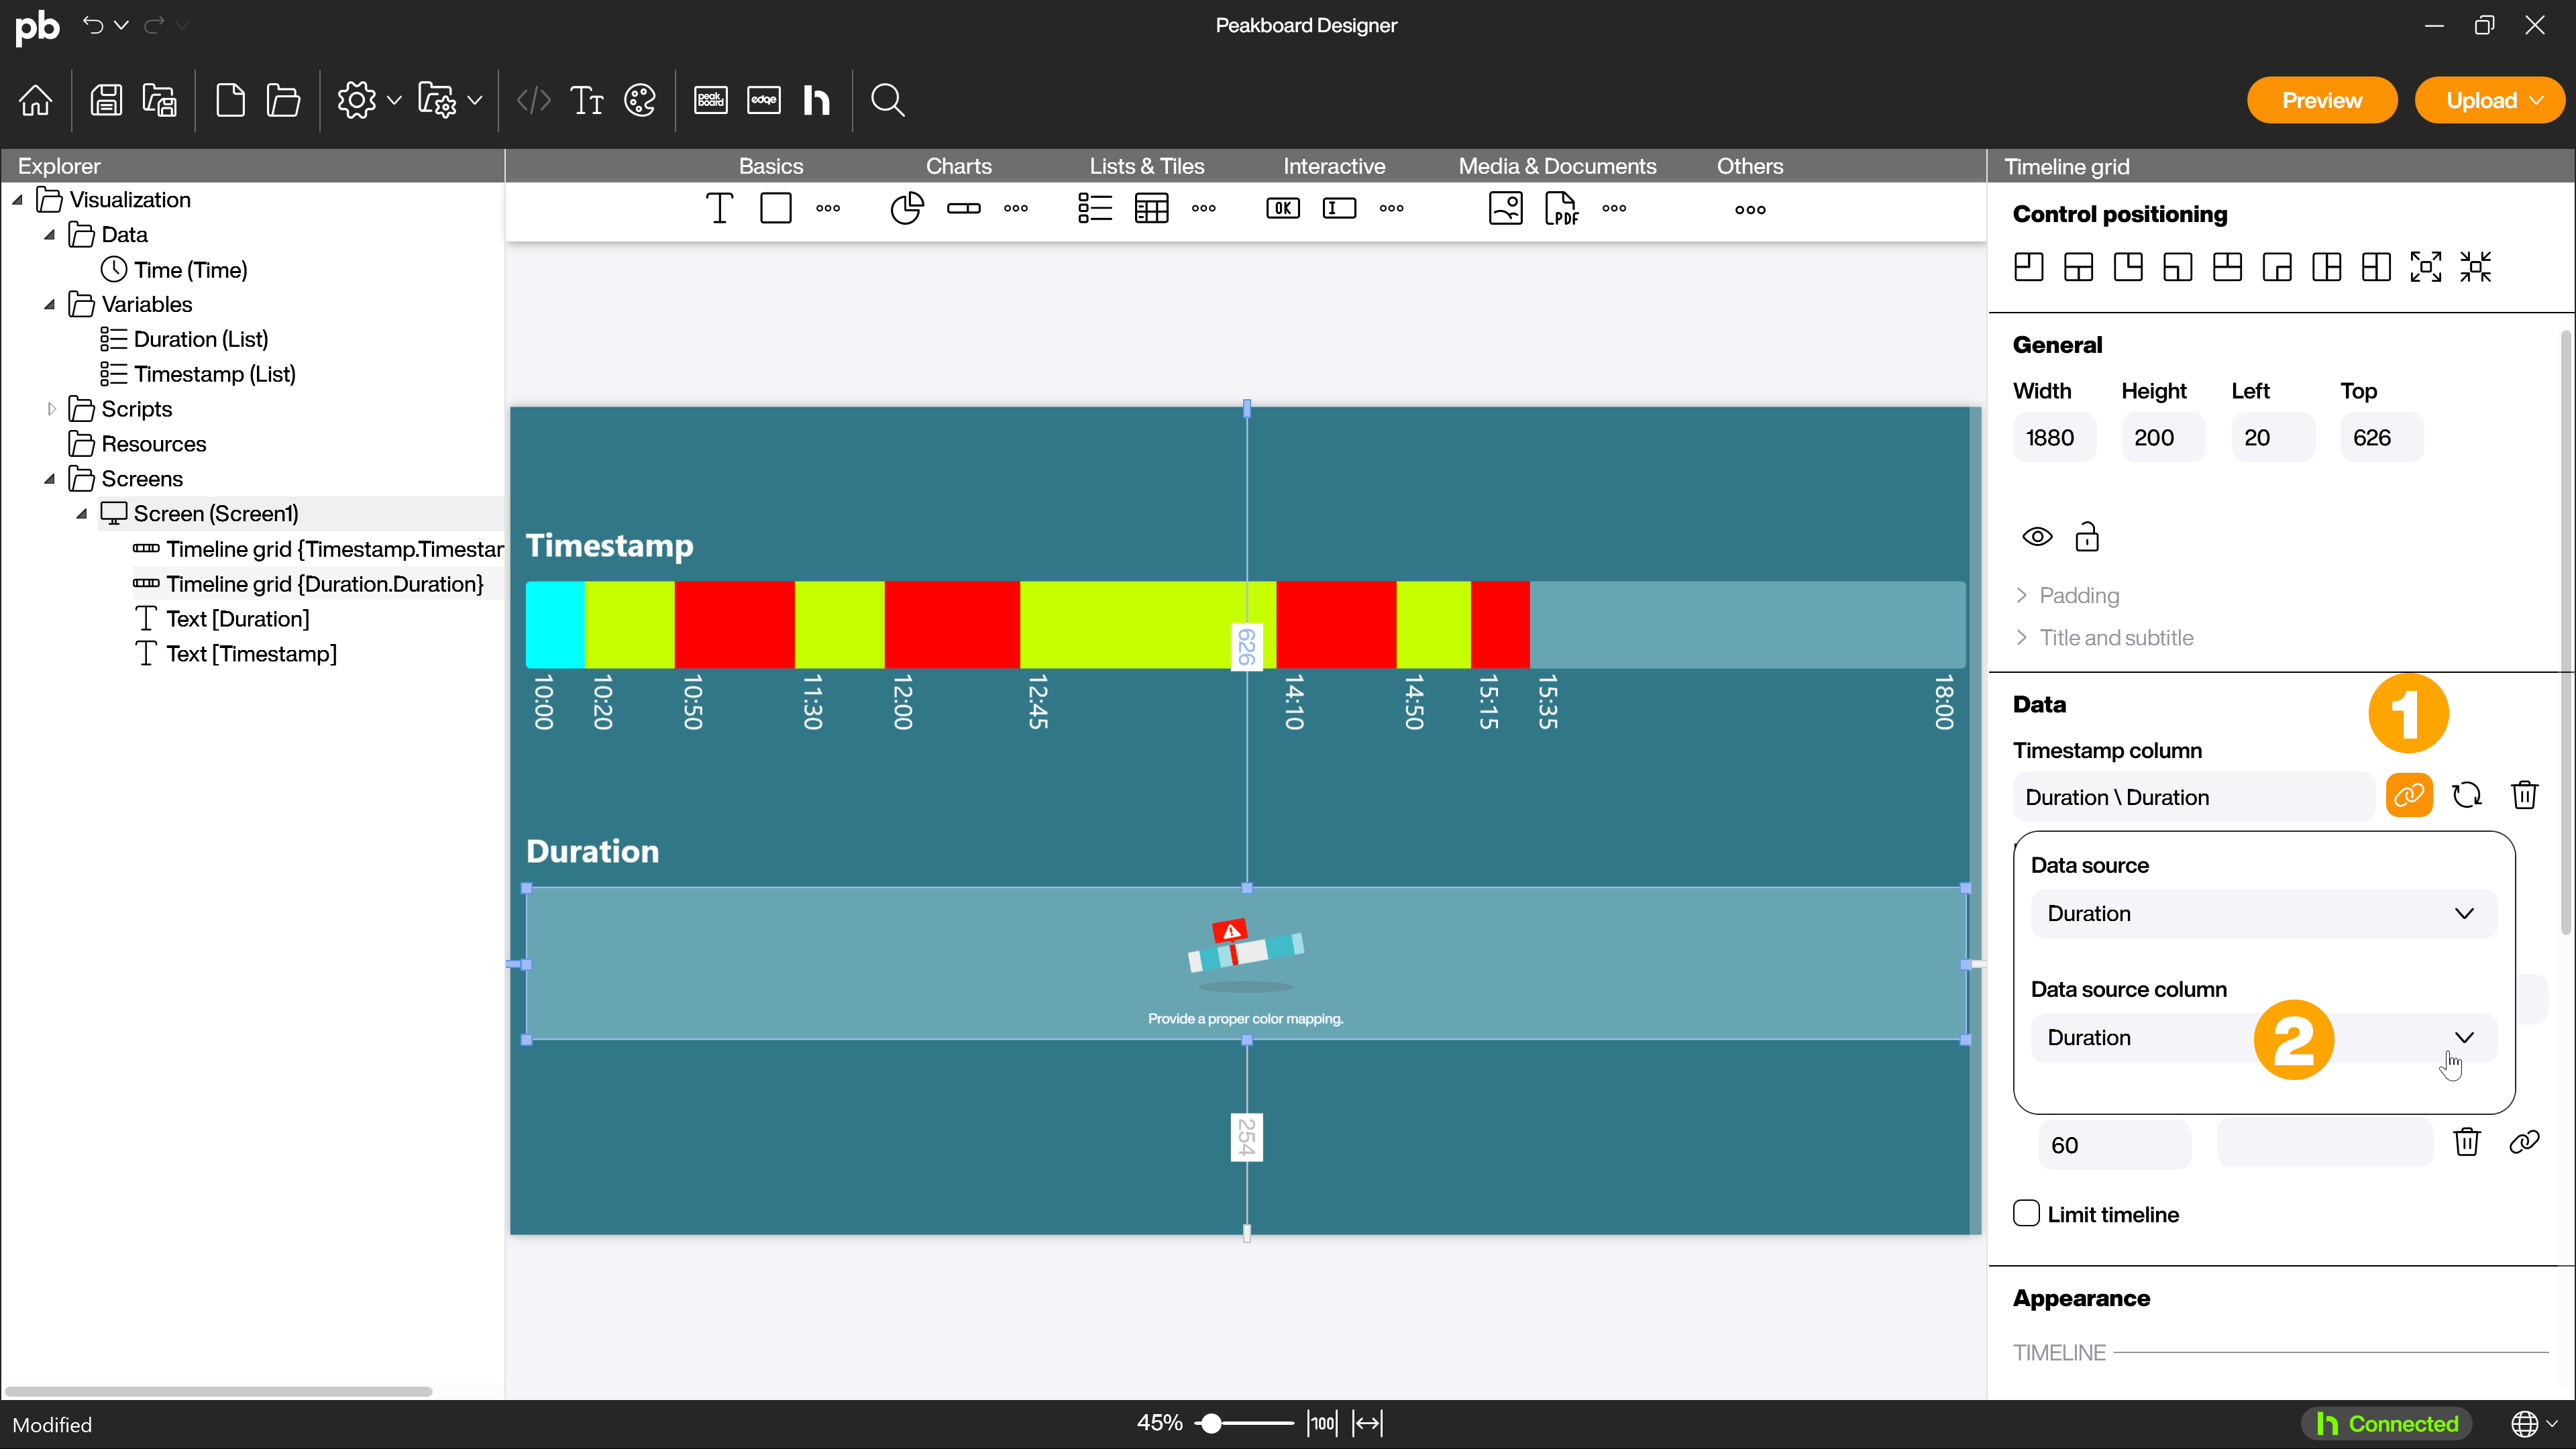 pb
Peakboard Designer
peak board
edge
h
Preview
Upload
Explorer
Basics
Charts
Lists & Tiles
Interactive
Media & Documents
Others
Timeline grid
OK
I
PDF
Visualization
Data
Time (Time)
Variables
Duration (List)
Timestamp (List)
Scripts
Resources
Screens
Screen (Screen1)
Timeline grid {Timestamp.Timestar
Timeline grid {Duration.Duration}
Text [Duration]
Text [Timestamp]
Timestamp
626
10:00
10:20
10:50
11:30
12:00
12:45
14:10
14:50
15:15
15:35
18:00
Duration
Provide a proper color mapping.
254
Control positioning
General
Width
Height
Left
Top
1880
200
20
626
Padding
Title and subtitle
Data
1
Timestamp column
Duration \ Duration
Data source
Duration
Data source column
Duration
2
60
Limit timeline
Appearance
TIMELINE
Modified
45%
100
h Connected